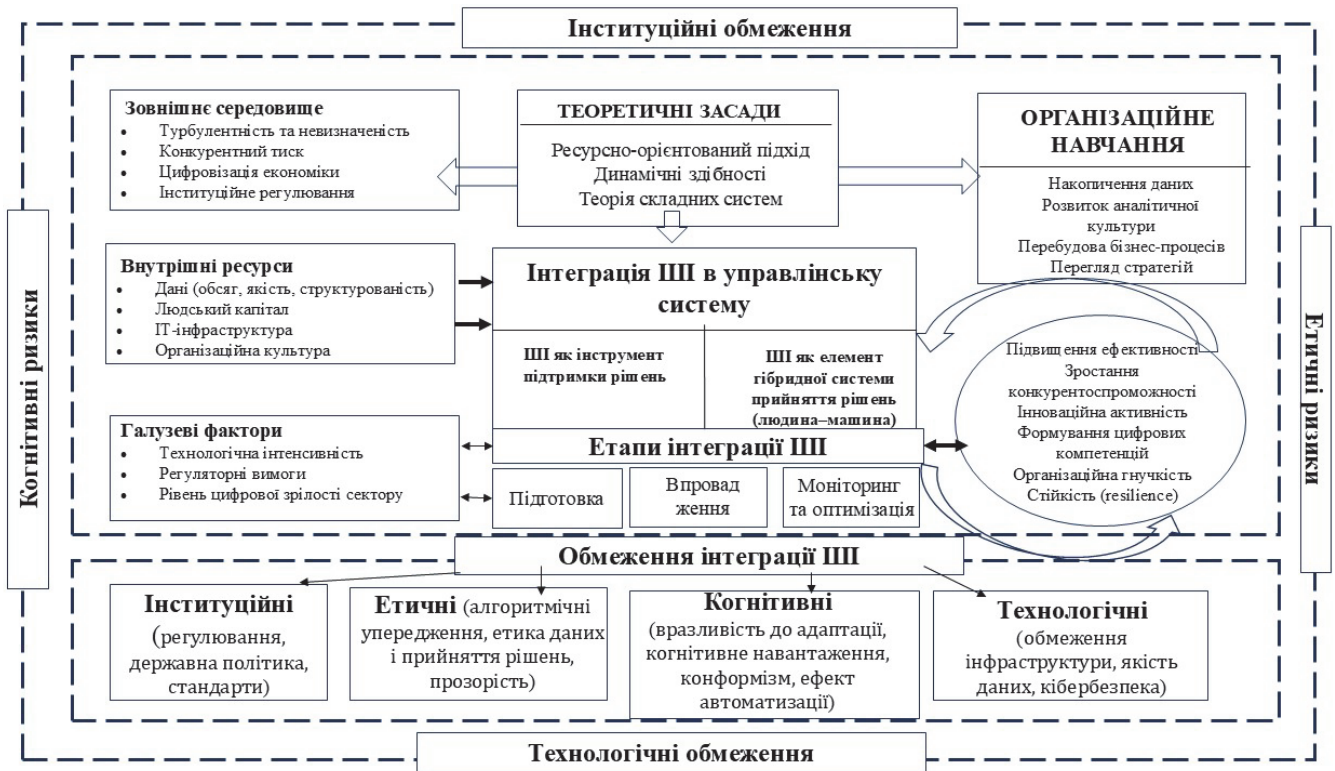 Інституційні обмеження
Зовнішнє середовище
• Турбулентність та невизначеність
• Конкурентний тиск
• Цифровізація економіки
• Інституційне регулювання
ТЕОРЕТИЧНІ ЗАСАДИ
Ресурсно-орієнтований підхід
Динамічні здібності
Теорія складних систем
ОРГАНІЗАЦІЙНЕ
НАВЧАННЯ
Накопичення даних
Розвиток аналітичної
культури
Перебудова бізнес-процесів
Перегляд стратегій
Когнітивні ризики
Внутрішні ресурси
• Дані (обсяг, якість, структурованість)
• Людський капітал
• ІТ-інфраструктура
• Організаційна культура
Інтеграція ШІ в управлінську
систему
ШІ як інструмент
підтримки рішень
ШІ як елемент
гібридної системи
прийняття рішень
(людина–машина)
Підвищення ефективності
Зростання
конкурентоспроможності
Інноваційна активність
Формування цифрових
компетенцій
Організаційна гнучкість
Стійкість (resilience)
Етичні ризики
Галузеві фактори
• Технологічна інтенсивність
• Регуляторні вимоги
• Рівень цифрової зрілості сектору
Етапи інтеграції ШІ
Підготовка
Впровад
ження
Моніторинг
та оптимізація
Обмеження інтеграції ШІ
Інституційні
(регулювання,
державна політика,
стандарти)
Етичні (алгоритмічні
упередження, етика даних
і прийняття рішень,
прозорість)
Когнітивні
(вразливість до адаптації,
когнітивне навантаження,
конформізм, ефект
автоматизації)
Технологічні
(обмеження
інфраструктури, якість
даних, кібербезпека)
Технологічні обмеження